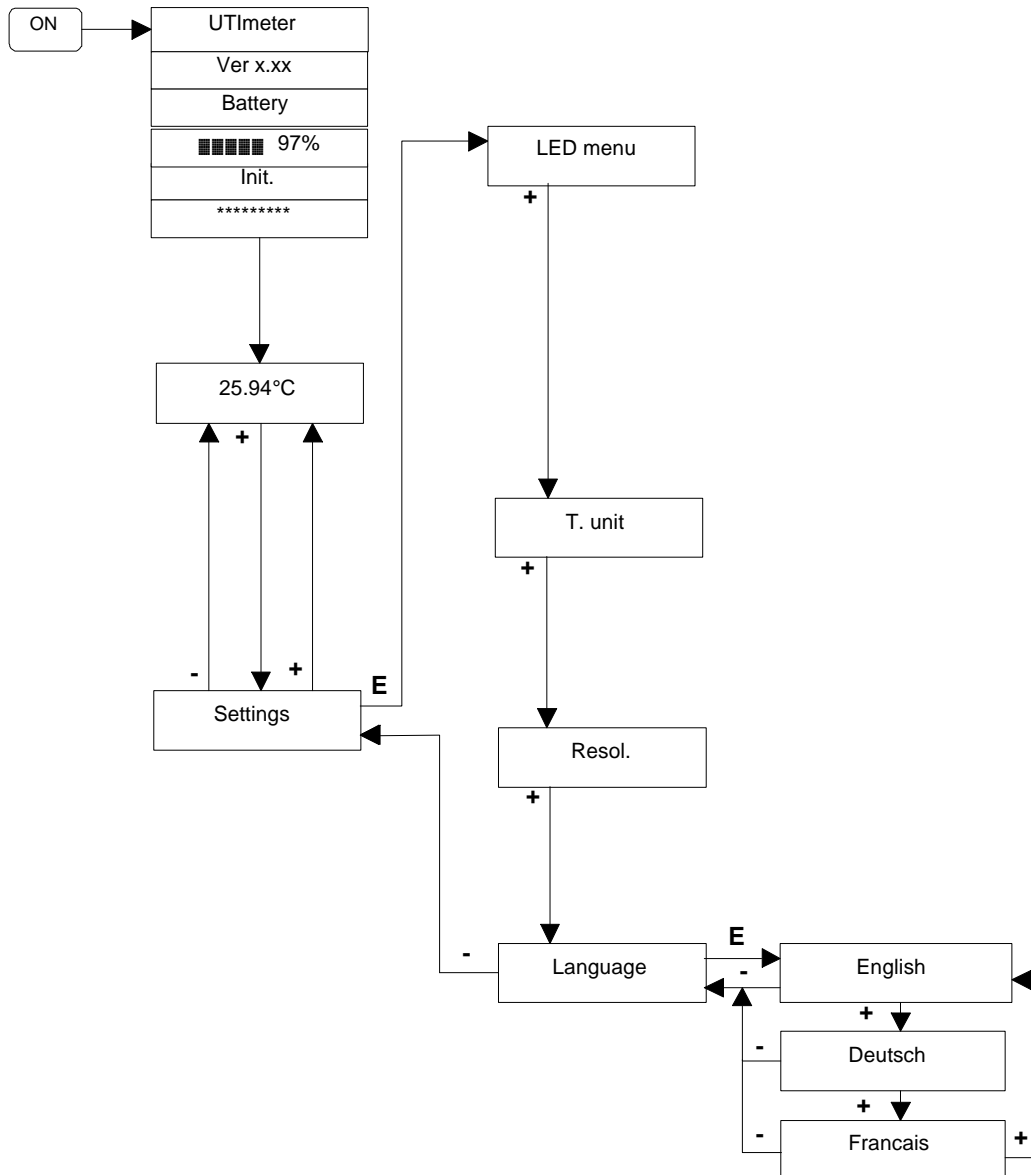 ON
UTImeter
Ver x.xx
Battery
97%
Init.
*********
25.94°C
+
-
+
Settings
E
LED menu
+
T. unit
+
Resol.
+
-
Language
E
-
English
+
-
Deutsch
+
-
Francais
+